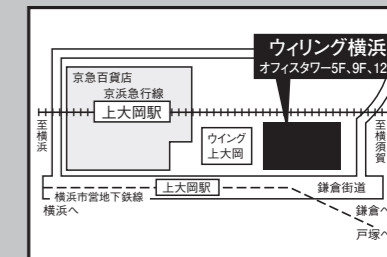 ウィリング横浜
オフィスタワー5F、9F、12
京急百貨店
京浜急行線
上大岡駅
至横浜
ウイング
上大岡
至横須賀
上大岡駅
鎌倉街道
横浜市営地下鉄線
横浜へ
鎌倉へ
戸塚へ